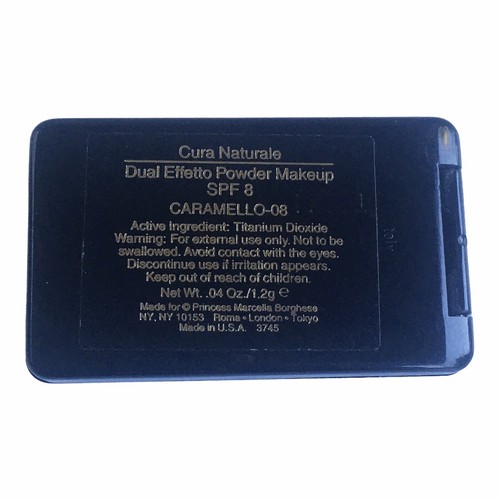 Cura Naturale
Dual Effetto Powder Makeup
SPF 8
CARAMELLO-08
Active Ingredient: Titanium Dioxide
Warning: For external use only. Not to be
swallowed. Avoid contact with the eyes.
Discontinue use if irritation appears.
Keep out of reach of children.
Net Wt. .04 Oz./1.2g ℮
Made for © Princess Marcella Borghese
NY, NY 10153 Roma • London • Tokyo
Made in U.S.A. 3745